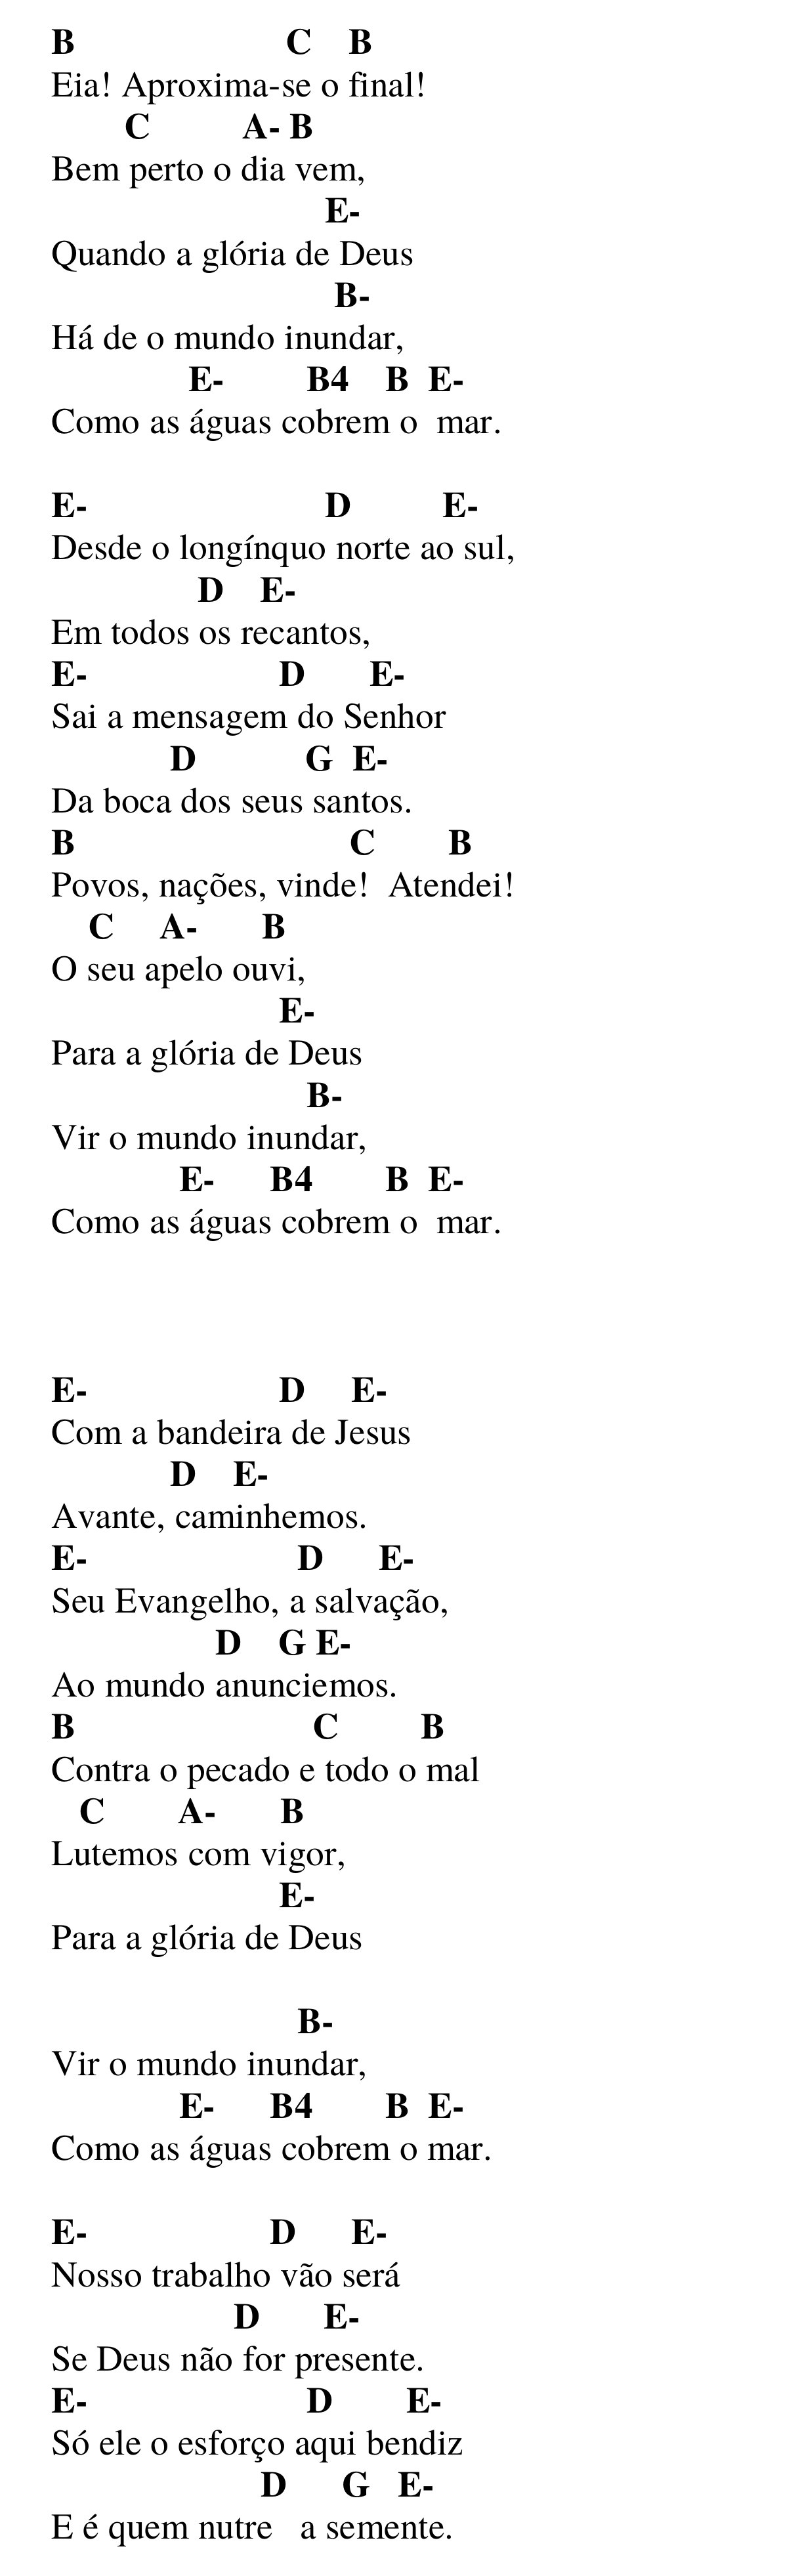 B                       C    B
Eia! Aproxima-se o final!
        C          A- B
Bem perto o dia vem,
                              E-
Quando a glória de Deus
                               B-
Há de o mundo inundar,
               E-         B4    B  E-
Como as águas cobrem o  mar.

E-                          D          E-
Desde o longínquo norte ao sul,
                D    E-
Em todos os recantos,
E-                     D       E-
Sai a mensagem do Senhor
             D            G  E-
Da boca dos seus santos.
B                              C        B
Povos, nações, vinde!  Atendei!
    C     A-       B
O seu apelo ouvi,
                         E-
Para a glória de Deus
                            B-
Vir o mundo inundar,
              E-      B4        B  E-
Como as águas cobrem o  mar.

E-                     D     E-
Com a bandeira de Jesus
             D    E-
Avante, caminhemos.
E-                       D      E-
Seu Evangelho, a salvação,
                  D    G E-
Ao mundo anunciemos.
B                          C         B
Contra o pecado e todo o mal
   C        A-       B
Lutemos com vigor,
                         E-
Para a glória de Deus

                           B-
Vir o mundo inundar,
              E-      B4        B  E-
Como as águas cobrem o mar.

E-                    D      E-
Nosso trabalho vão será
                    D       E-
Se Deus não for presente.
E-                        D        E-
Só ele o esforço aqui bendiz
                       D      G   E-
E é quem nutre   a semente.